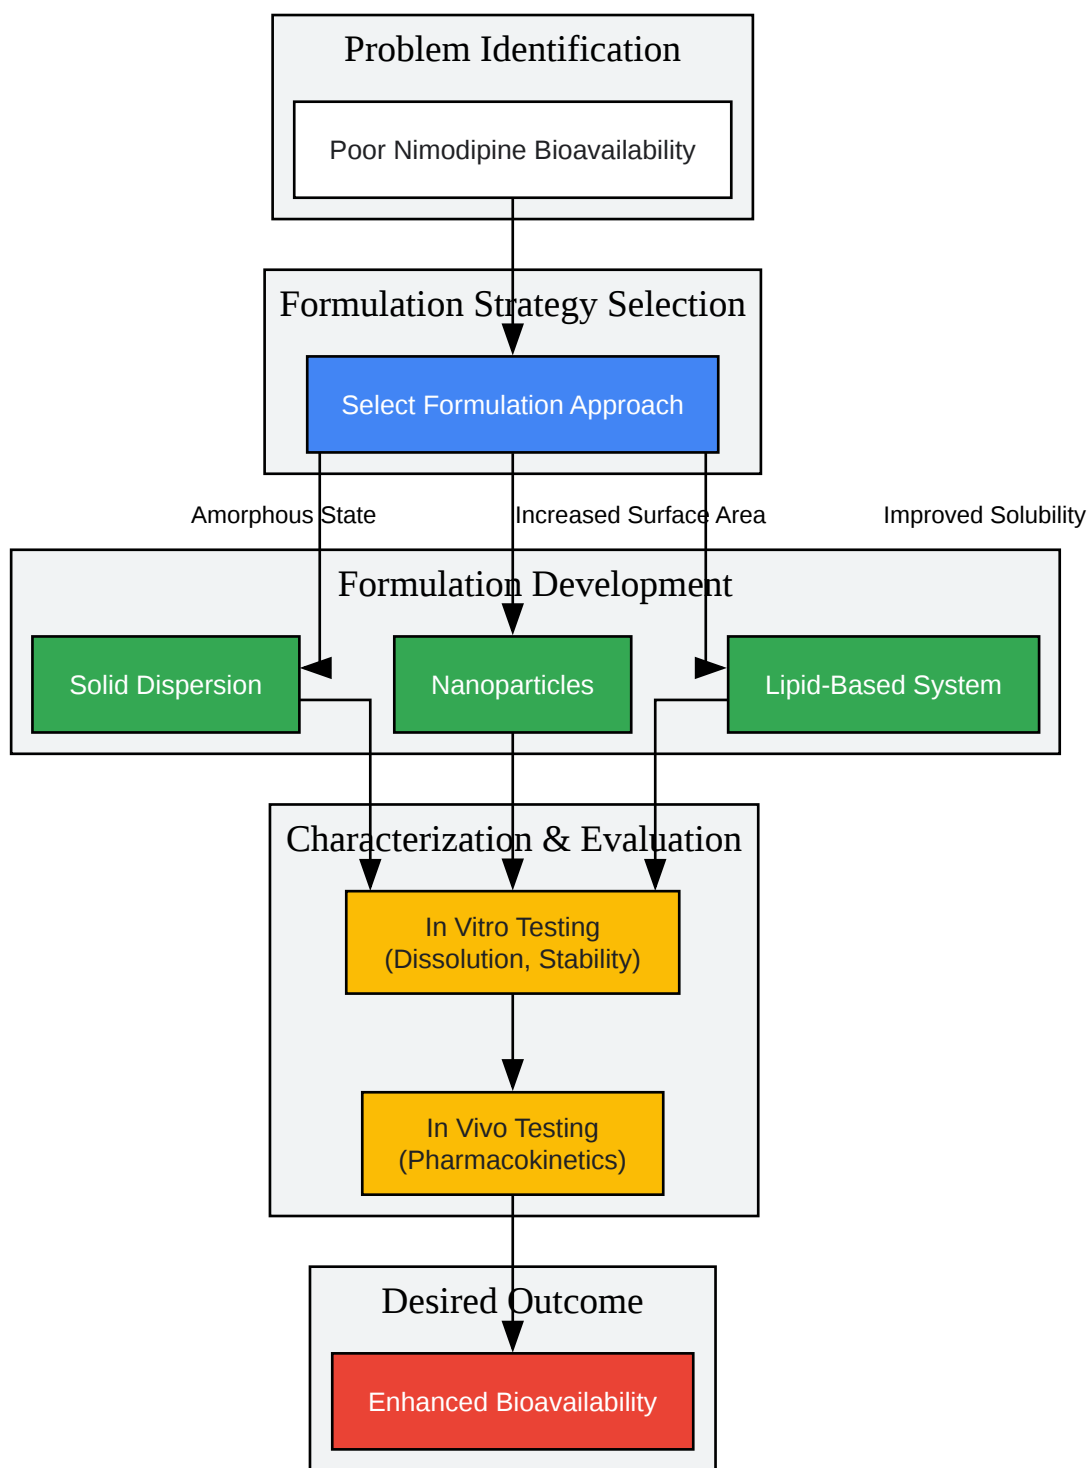 Problem Identification
Poor Nimodipine Bioavailability
Formulation Strategy Selection
Select Formulation Approach
Amorphous State
Increased Surface Area
Improved Solubility
Formulation Development
Solid Dispersion
Nanoparticles
Lipid-Based System
Characterization & Evaluation
In Vitro Testing
(Dissolution, Stability)
In Vivo Testing
(Pharmacokinetics)
Desired Outcome
Enhanced Bioavailability